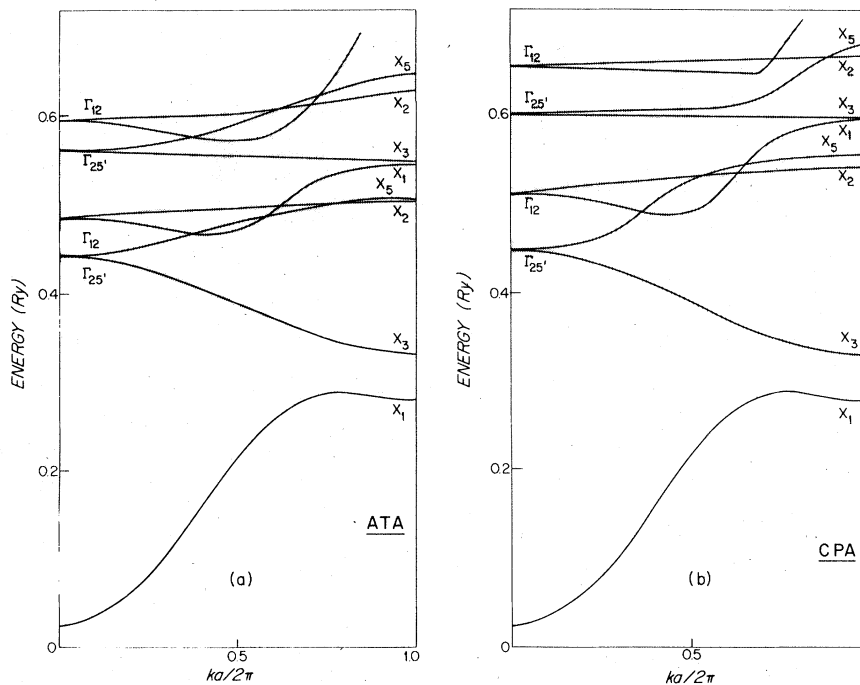 Γ12
Γ25'
Γ12
Γ25'
X5
X2
X3
X1
X5
X2
X3
X1
0.6
0.4
0.2
0
0.5
1.0
ENERGY (Ry)
ka/2π
ATA
(a)
Γ12
Γ25'
Γ12
Γ25'
X5
X2
X3
X1
X5
X2
X3
X1
0.6
0.4
0.2
0
0.5
ENERGY (Ry)
ka/2π
CPA
(b)